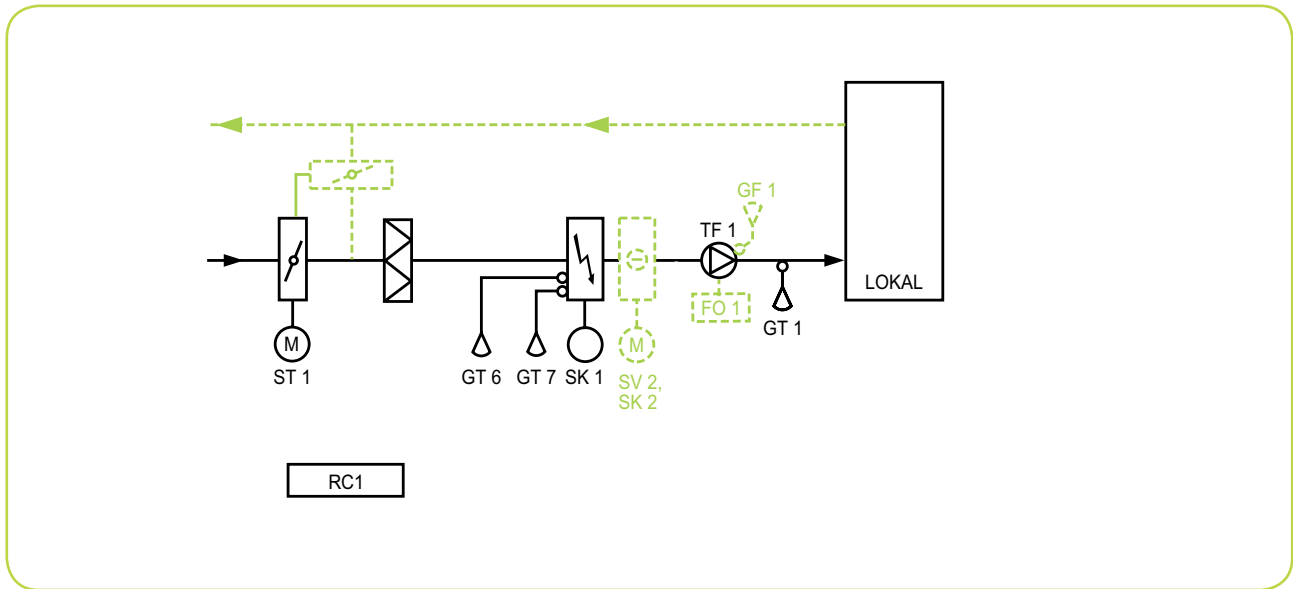 GF 1
TF 1
LOKAL
FO 1
GT 1
M
M
ST 1
GT 6
GT 7
SK 1
SV 2,
SK 2
RC1